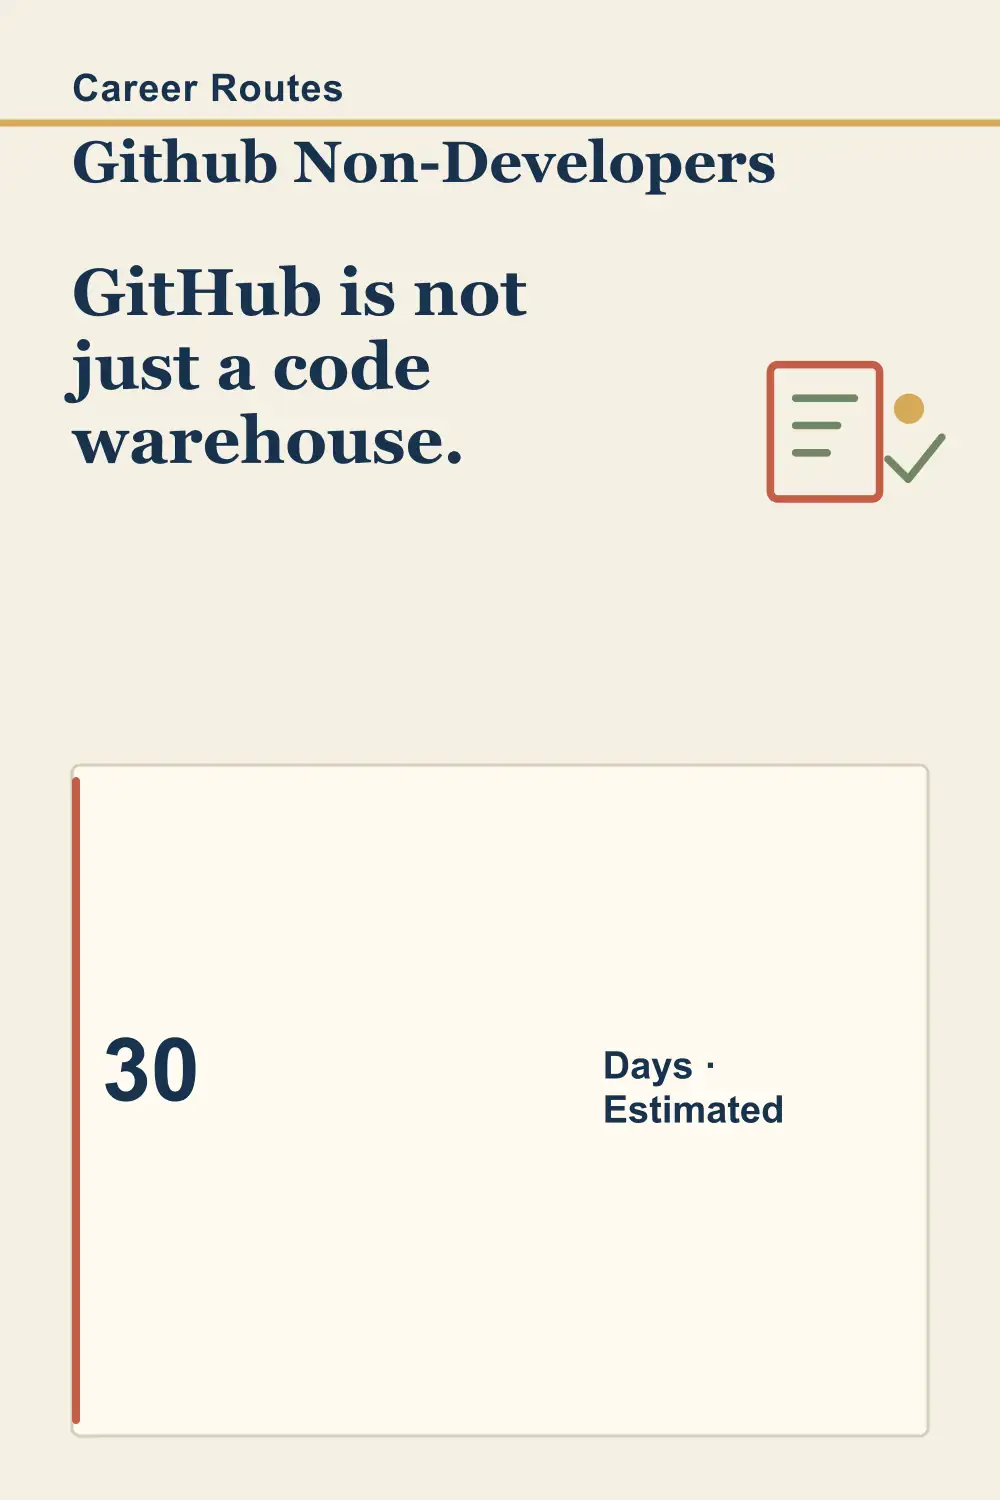 Career Routes
Github Non-Developers
GitHub is not
just a code
warehouse.
30
Days ·
Estimated